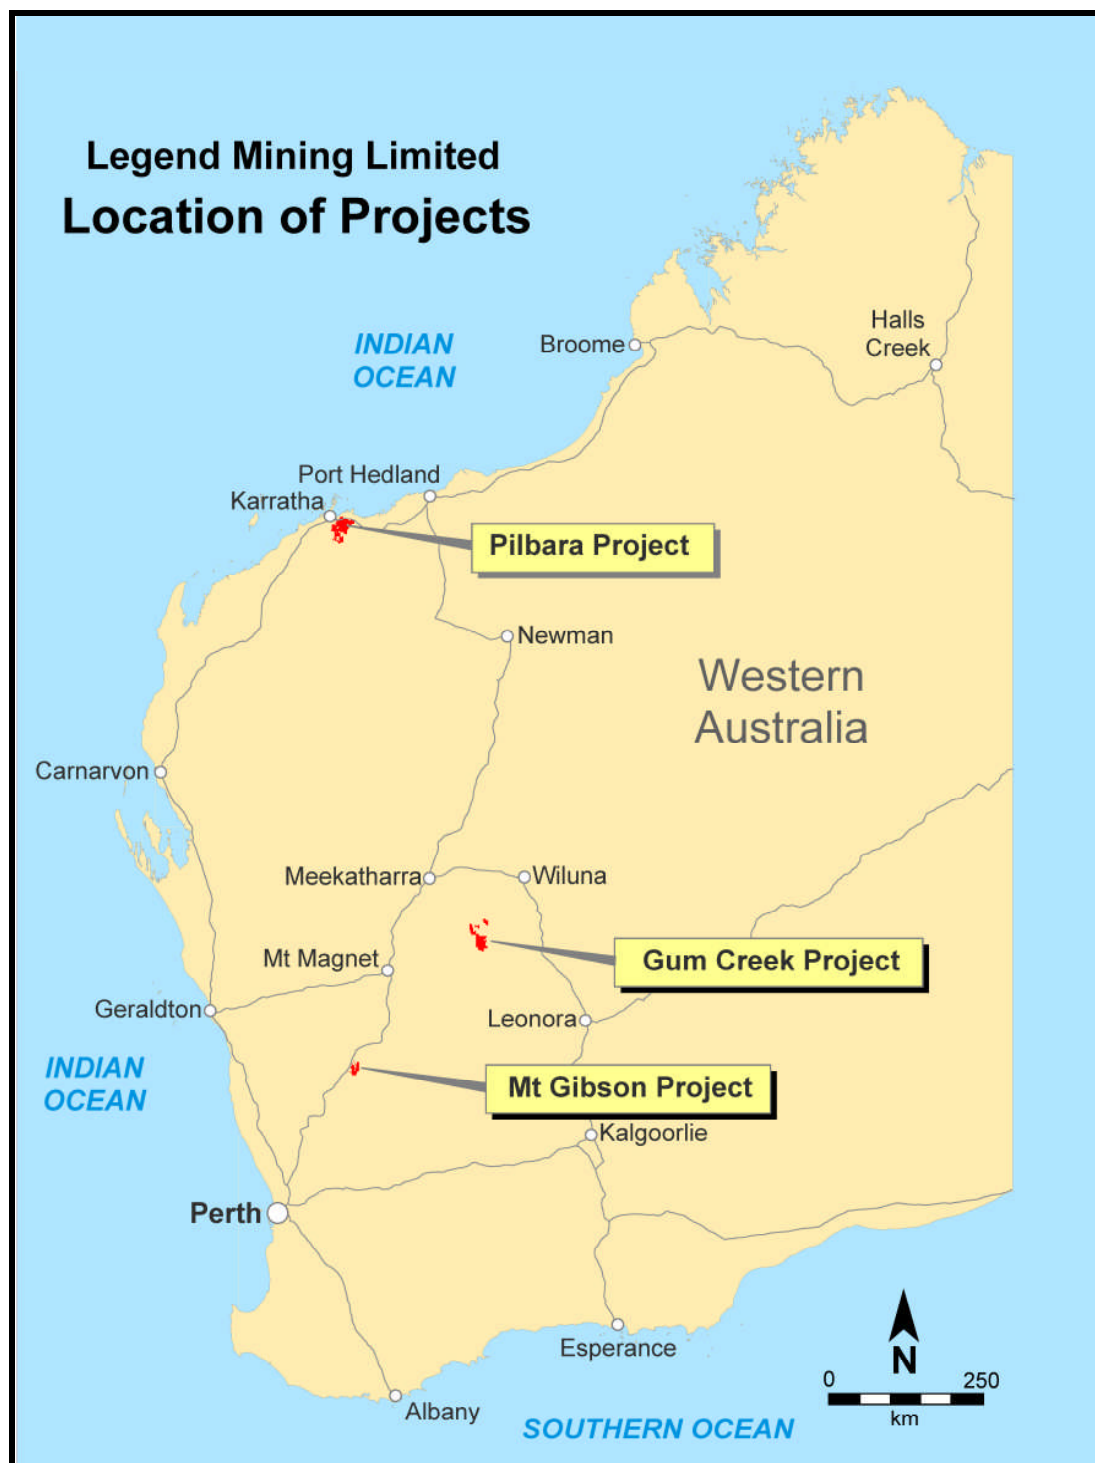 Legend Mining Limited
Location of Projects
INDIAN
OCEAN
Broome
Halls
Creek
Port Hedland
Karratha
Pilbara Project
Newman
Western
Australia
Carnarvon
Meekatharra
Wiluna
Mt Magnet
Gum Creek Project
Geraldton
Leonora
INDIAN
OCEAN
Mt Gibson Project
Kalgoorlie
Perth
Esperance
N
0 250
km
Albany
SOUTHERN OCEAN